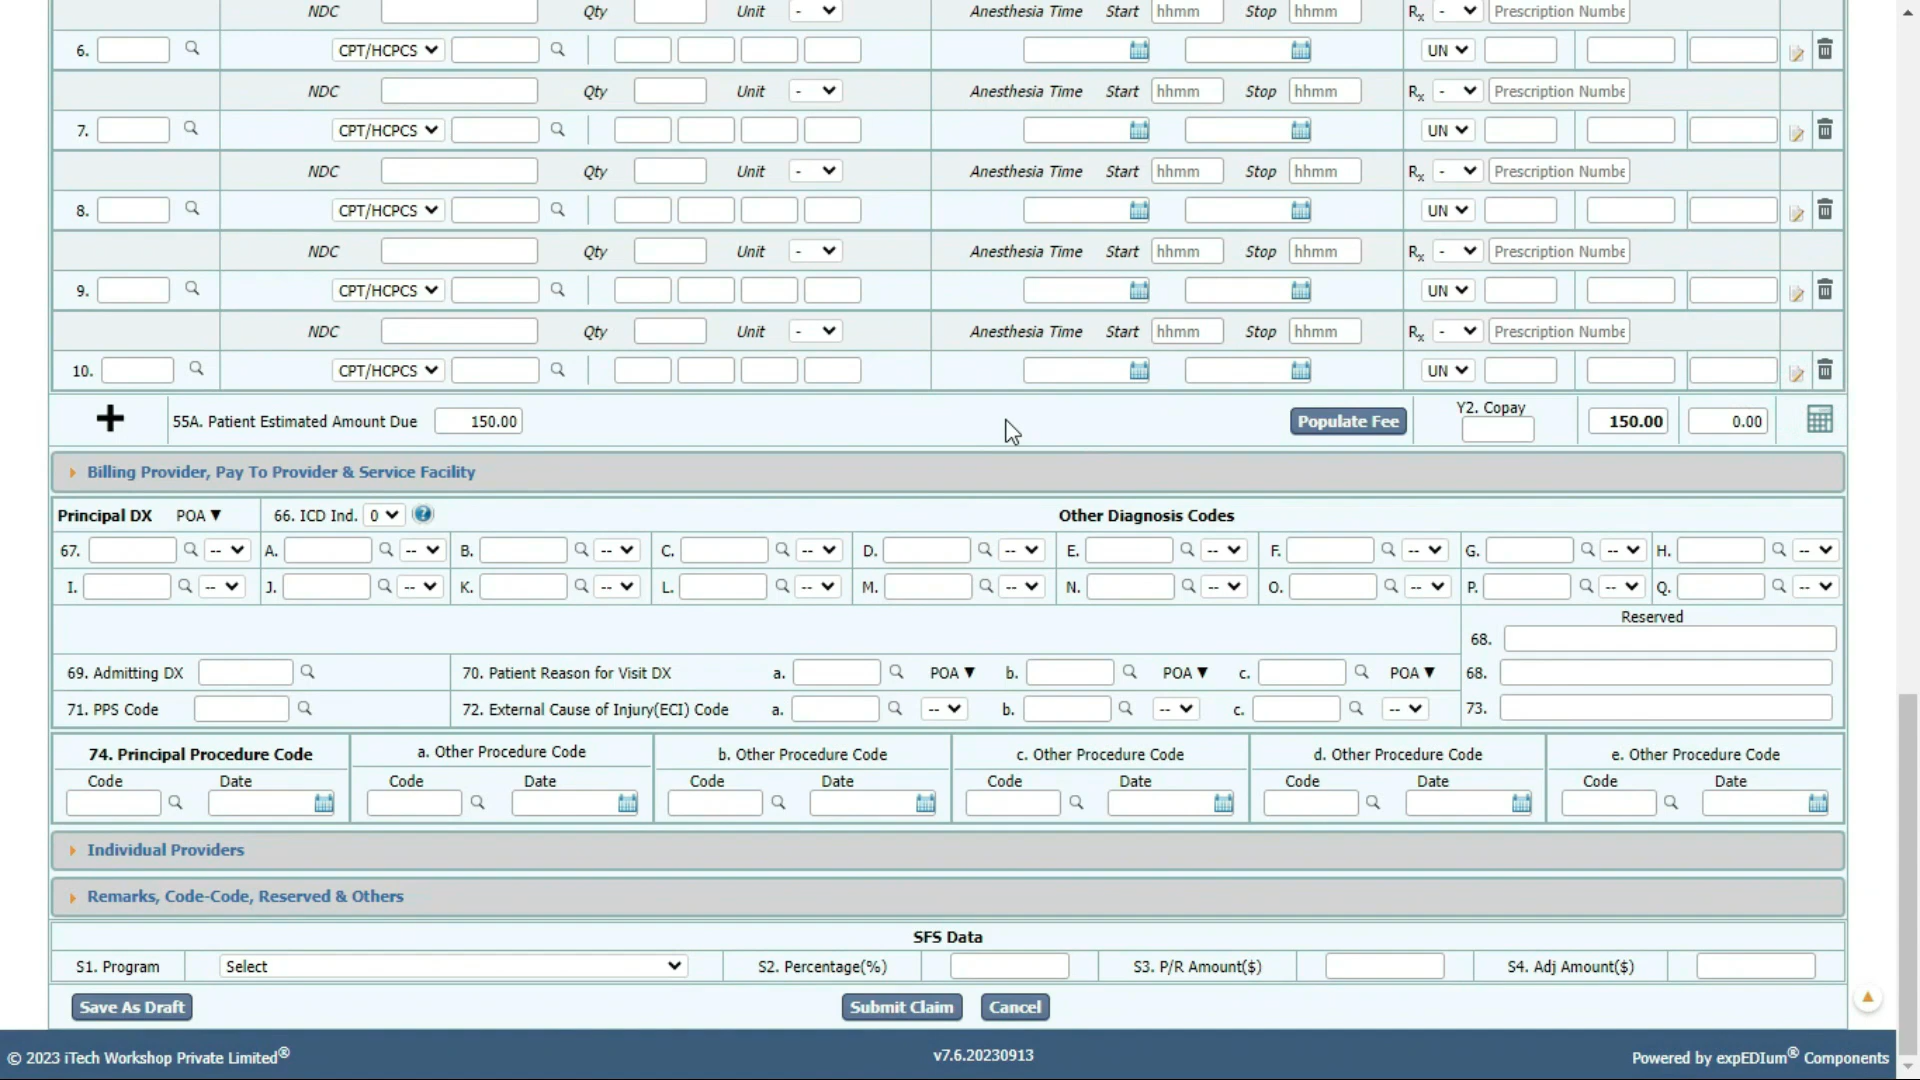 NDC Qty Unit - Anesthesia Time Start hhmm Stop hhmm Rx - Prescription Numbe
6. CPT/HCPCS UN
NDC Qty Unit - Anesthesia Time Start hhmm Stop hhmm Rx - Prescription Numbe
7. CPT/HCPCS UN
NDC Qty Unit - Anesthesia Time Start hhmm Stop hhmm Rx - Prescription Numbe
8. CPT/HCPCS UN
NDC Qty Unit - Anesthesia Time Start hhmm Stop hhmm Rx - Prescription Numbe
9. CPT/HCPCS UN
NDC Qty Unit - Anesthesia Time Start hhmm Stop hhmm Rx - Prescription Numbe
10. CPT/HCPCS UN
55A. Patient Estimated Amount Due 150.00 Populate Fee Y2. Copay 150.00 0.00
Billing Provider, Pay To Provider & Service Facility
Principal DX POA▼ 66. ICD Ind. 0 Other Diagnosis Codes
67. -- A. -- B. -- C. -- D. -- E. -- F. -- G. -- H. --
I. -- J. -- K. -- L. -- M. -- N. -- O. -- P. -- Q. --
Reserved
68.
69. Admitting DX 70. Patient Reason for Visit DX a. POA▼ b. POA▼ c. POA▼ 68.
71. PPS Code 72. External Cause of Injury(ECI) Code a. -- b. -- c. -- 73.
74. Principal Procedure Code a. Other Procedure Code b. Other Procedure Code c. Other Procedure Code d. Other Procedure Code e. Other Procedure Code
Code Date Code Date Code Date Code Date Code Date Code Date
Individual Providers
Remarks, Code-Code, Reserved & Others
SFS Data
S1. Program Select S2. Percentage(%) S3. P/R Amount($) S4. Adj Amount($)
Save As Draft Submit Claim Cancel
© 2023 iTech Workshop Private Limited® v7.6.20230913 Powered by expEDIum® Components